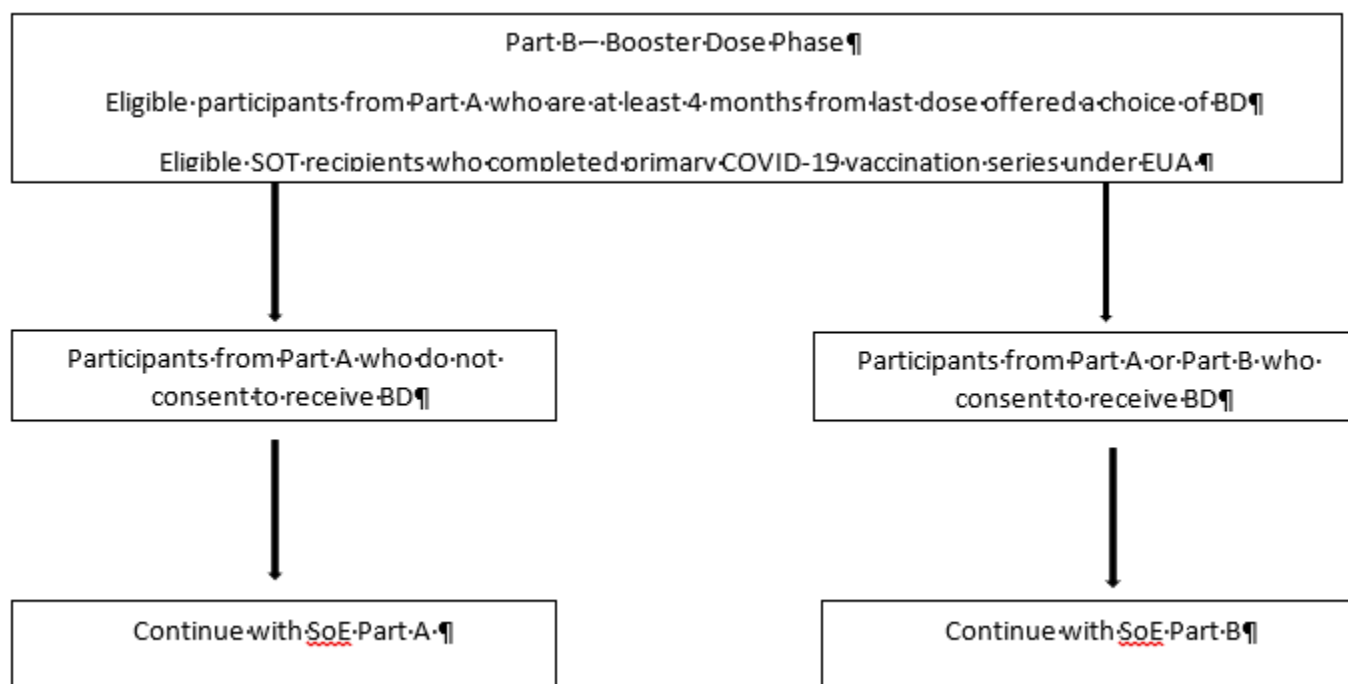 Part B – Booster Dose Phase¶
Eligible participants from Part A who are at least 4 months from last dose offered a choice of BD¶
Eligible SOT recipients who completed primary COVID-19 vaccination series under EUA ¶
Participants from Part A who do not
consent to receive BD¶
Participants from Part A or Part B who
consent to receive BD¶
Continue with SoE Part A ¶
Continue with SoE Part B¶